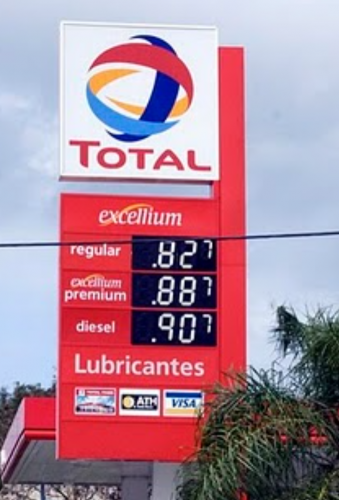 TOTAL
excellium
regular .827
excellium
premium .887
diesel .907
Lubricantes
ATH
VISA